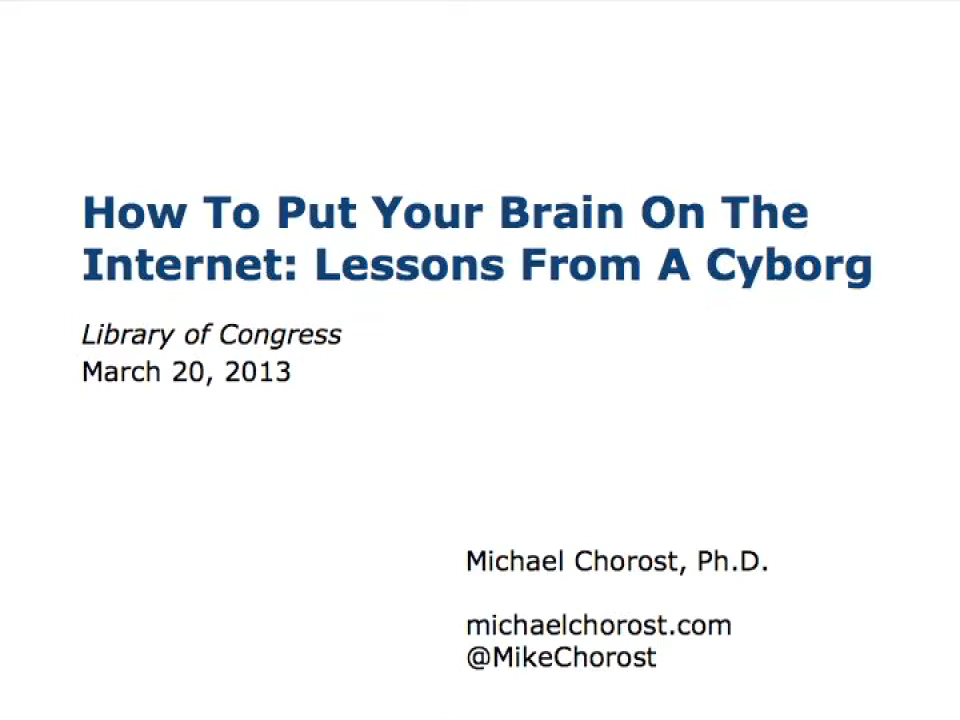 How To Put Your Brain On The
Internet: Lessons From A Cyborg
Library of Congress
March 20, 2013
Michael Chorost, Ph.D.
michaelchorost.com
@MikeChorost